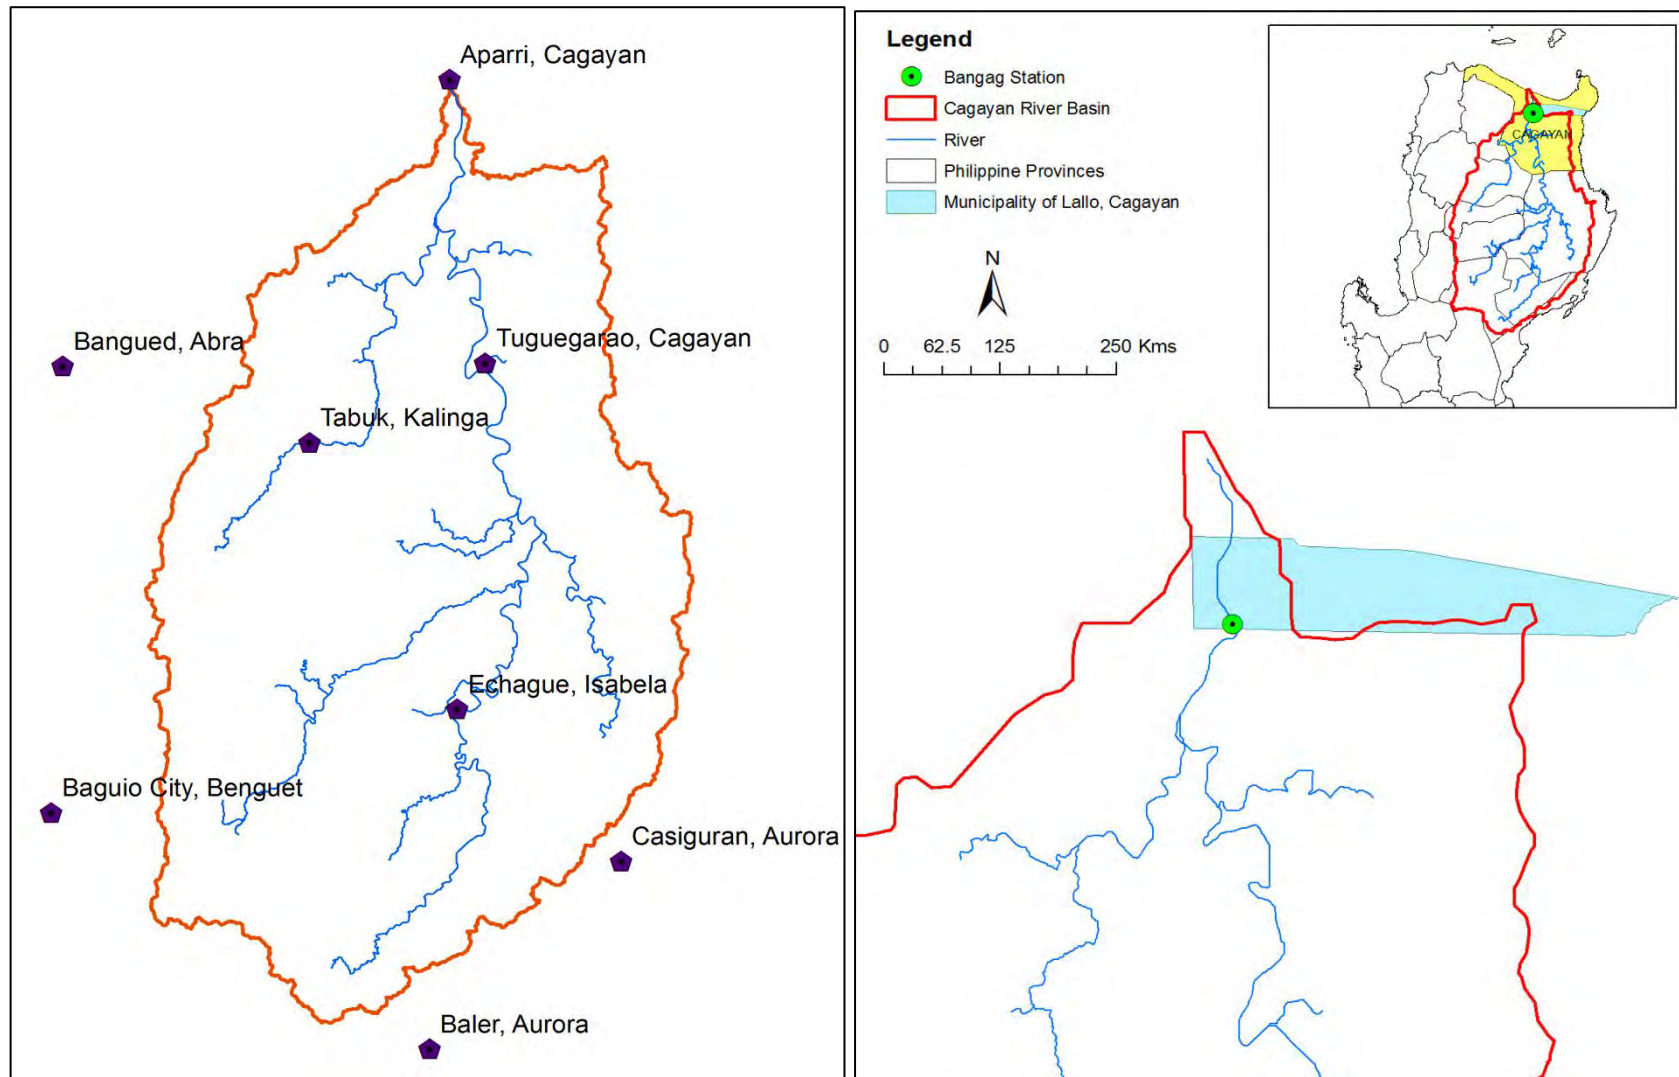 Aparri, Cagayan
Bangued, Abra
Tuguegarao, Cagayan
Tabuk, Kalinga
Echague, Isabela
Baguio City, Benguet
Casiguran, Aurora
Baler, Aurora
Legend
Bangag Station
Cagayan River Basin
River
Philippine Provinces
Municipality of Lallo, Cagayan
N
0 62.5 125 250 Kms
CAGAYAN